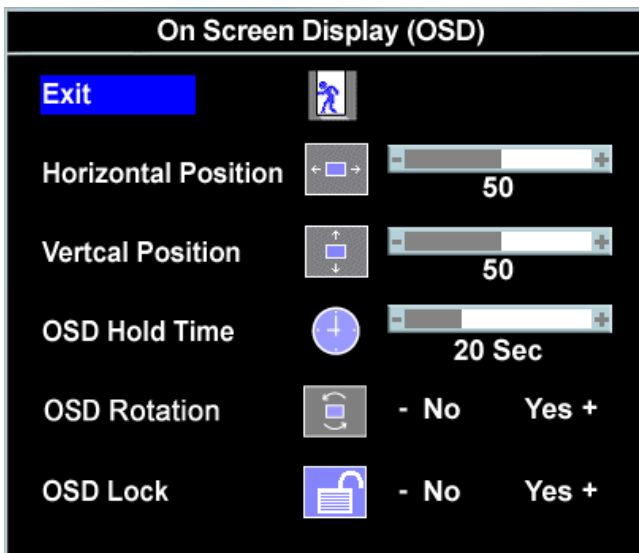 On Screen Display (OSD)
Exit
Horizontal Position
- +
50
Vertcal Position
- +
50
OSD Hold Time
- +
20 Sec
OSD Rotation - No Yes +
OSD Lock - No Yes +